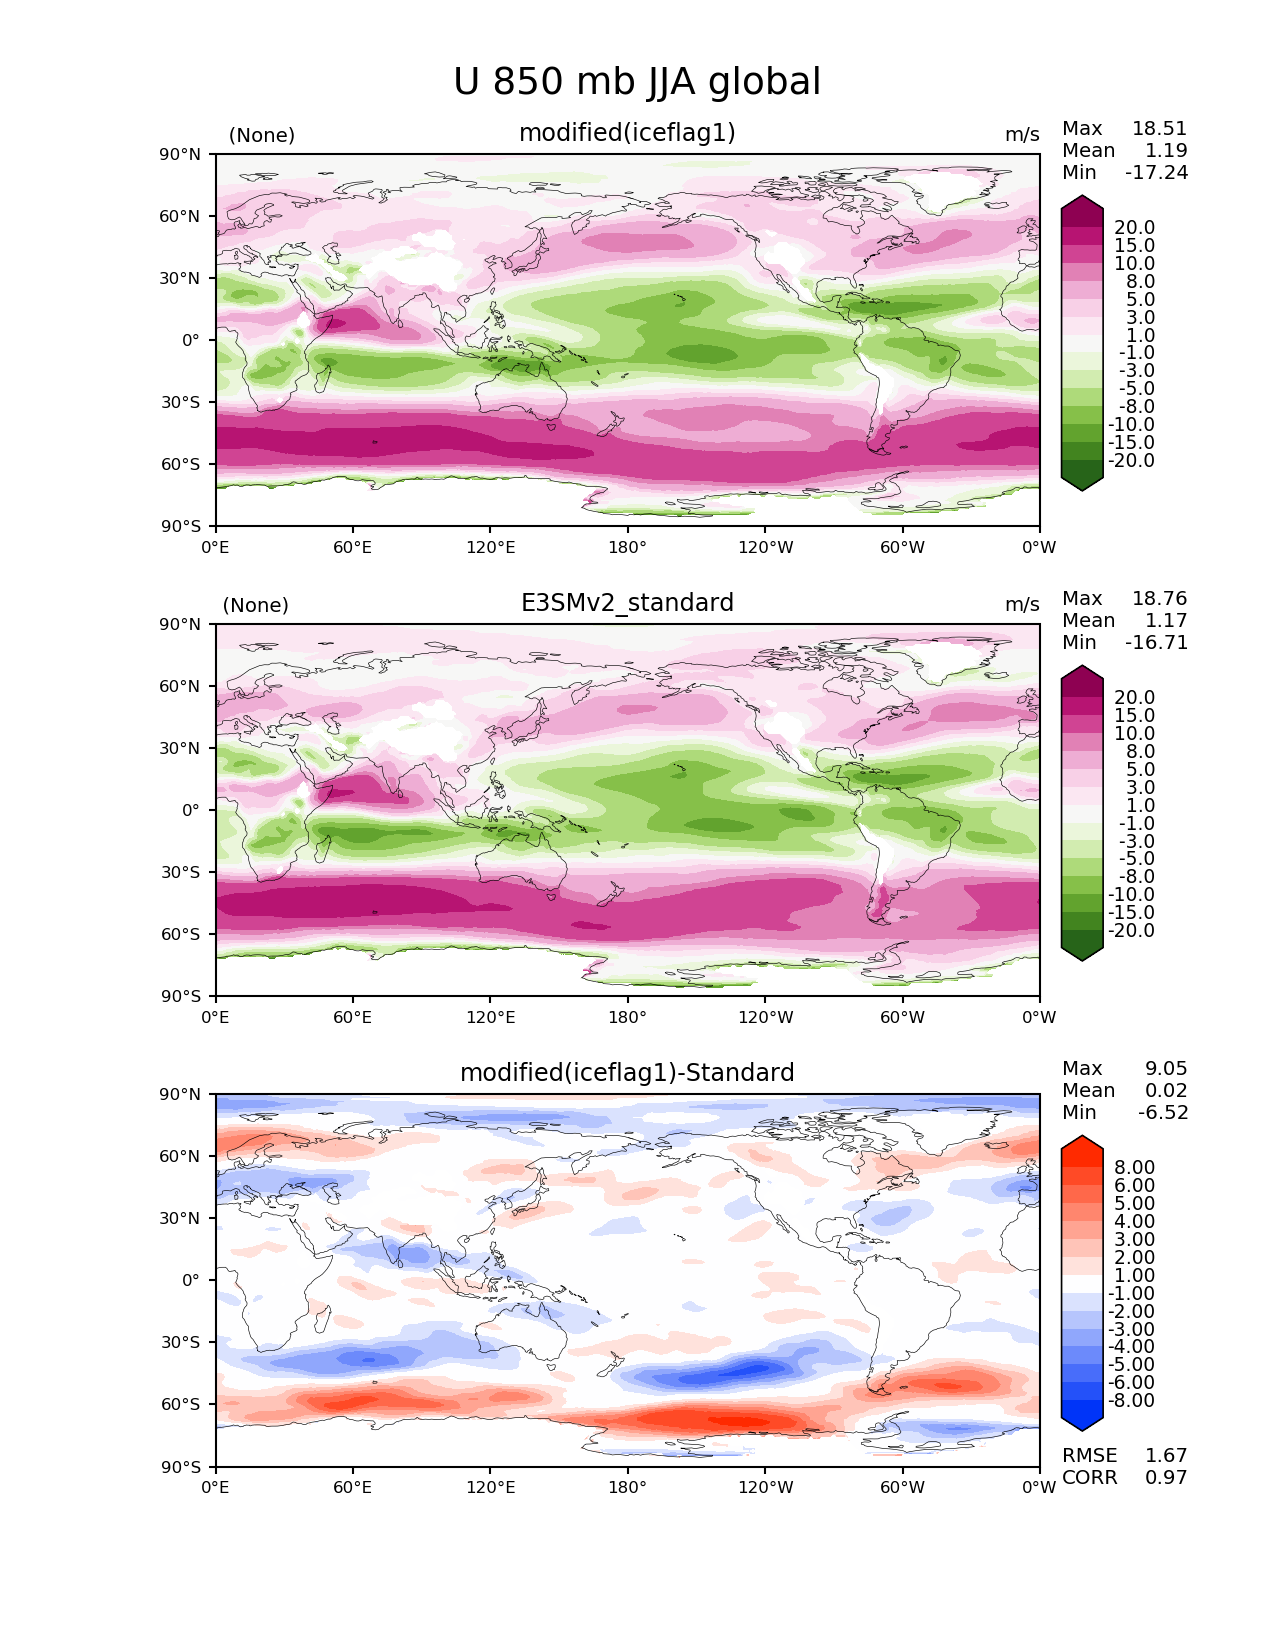 U 850 mb JJA global
(None) modified(iceflag1) m/s
Max 18.51
Mean 1.19
Min -17.24
90°N
60°N
30°N
0°
30°S
60°S
90°S
0°E 60°E 120°E 180° 120°W 60°W 0°W
20.0
15.0
10.0
8.0
5.0
3.0
1.0
-1.0
-3.0
-5.0
-8.0
-10.0
-15.0
-20.0
(None) E3SMv2_standard m/s
Max 18.76
Mean 1.17
Min -16.71
90°N
60°N
30°N
0°
30°S
60°S
90°S
0°E 60°E 120°E 180° 120°W 60°W 0°W
20.0
15.0
10.0
8.0
5.0
3.0
1.0
-1.0
-3.0
-5.0
-8.0
-10.0
-15.0
-20.0
modified(iceflag1)-Standard
Max 9.05
Mean 0.02
Min -6.52
90°N
60°N
30°N
0°
30°S
60°S
90°S
0°E 60°E 120°E 180° 120°W 60°W 0°W
8.00
6.00
5.00
4.00
3.00
2.00
1.00
-1.00
-2.00
-3.00
-4.00
-5.00
-6.00
-8.00
RMSE 1.67
CORR 0.97